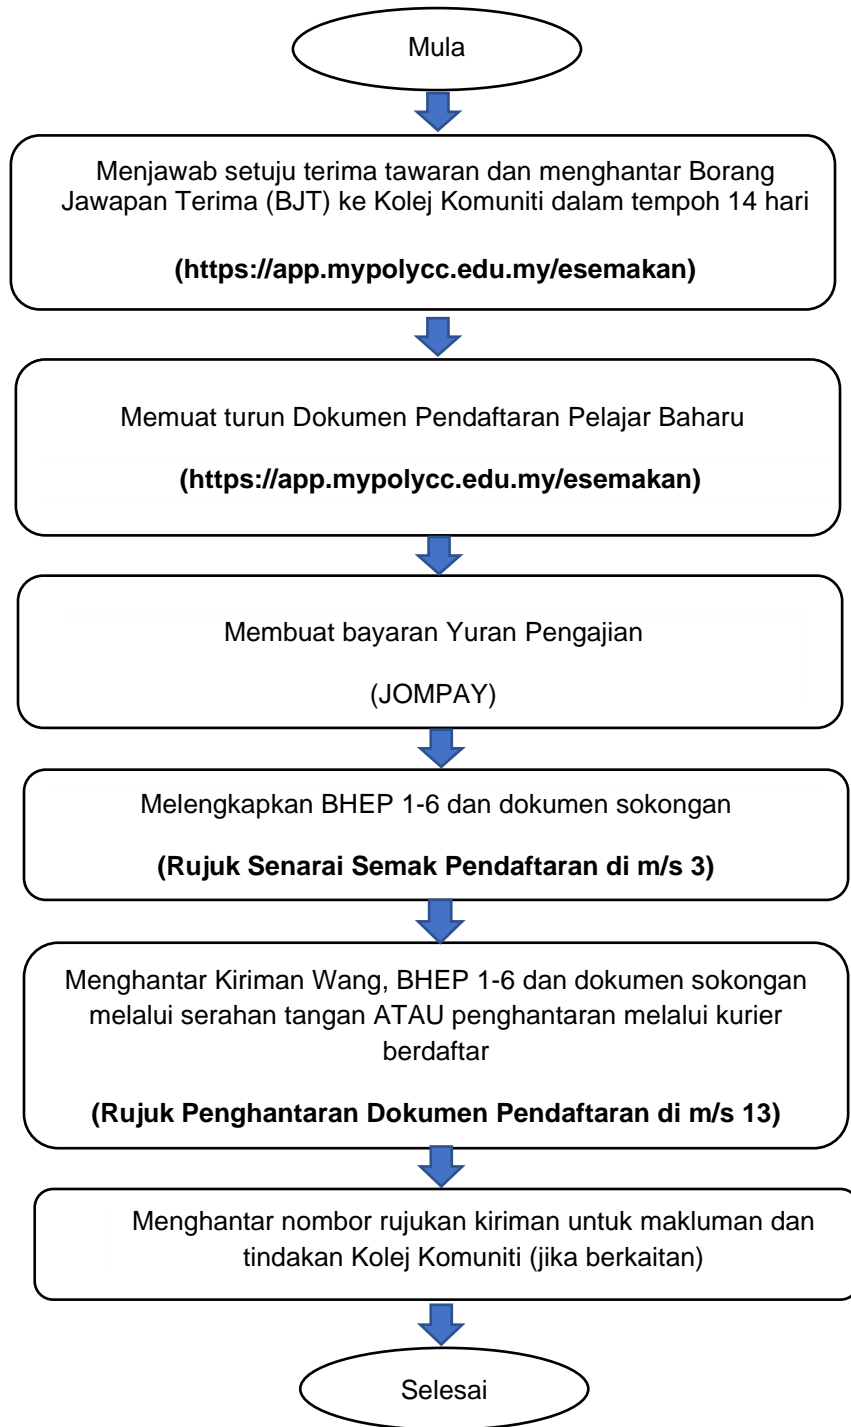 Mula
Menjawab setuju terima tawaran dan menghantar Borang
Jawapan Terima (BJT) ke Kolej Komuniti dalam tempoh 14 hari
(https://app.mypolycc.edu.my/esemakan)
Memuat turun Dokumen Pendaftaran Pelajar Baharu
(https://app.mypolycc.edu.my/esemakan)
Membuat bayaran Yuran Pengajian
(JOMPAY)
Melengkapkan BHEP 1-6 dan dokumen sokongan
(Rujuk Senarai Semak Pendaftaran di m/s 3)
Menghantar Kiriman Wang, BHEP 1-6 dan dokumen sokongan
melalui serahan tangan ATAU penghantaran melalui kurier
berdaftar
(Rujuk Penghantaran Dokumen Pendaftaran di m/s 13)
Menghantar nombor rujukan kiriman untuk makluman dan
tindakan Kolej Komuniti (jika berkaitan)
Selesai